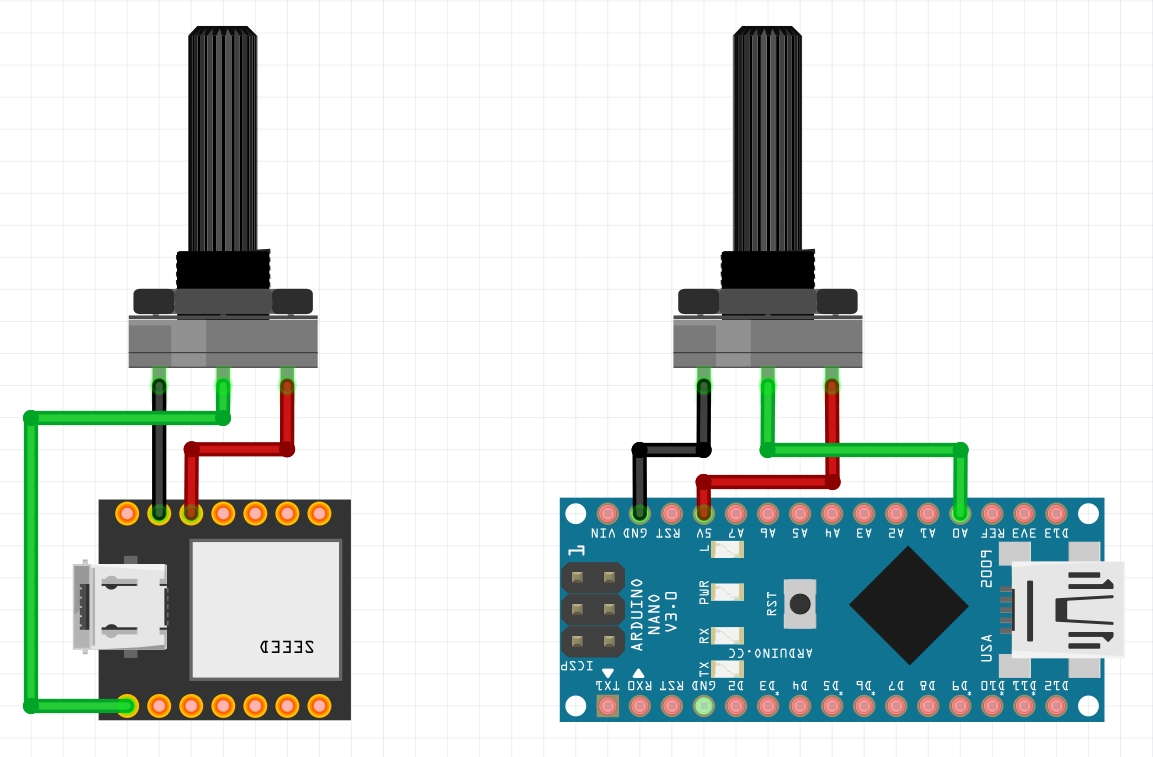 SEEED
VIN GND RST 5V A7 A6 A5 A4 A3 A2 A1 A0 REF 3V3 D13
1
L
PWR
RX
TX
ARDUINO
NANO
V3.0
RST
ARDUINO.CC
2009
USA
ICSP
TX1 RX0 RST GND D2 D3* D4 D5* D6* D7 D8 D9* D10* D11* D12